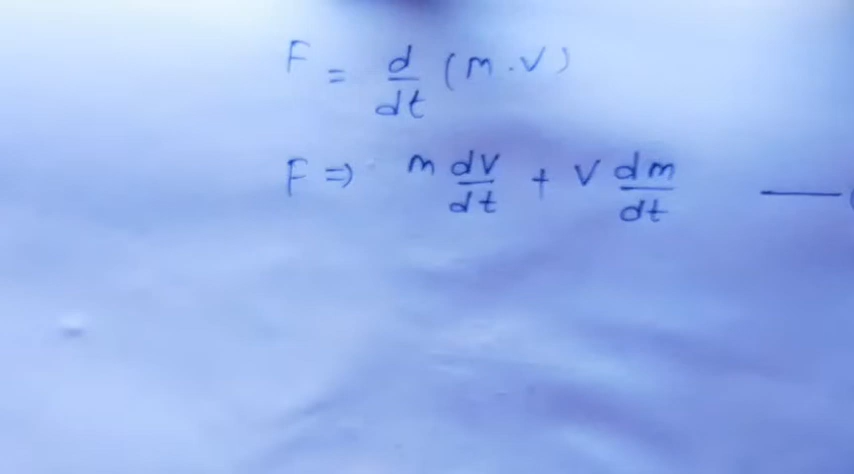 F = d/dt (m.v)
F ⇒ m dv/dt + v dm/dt —